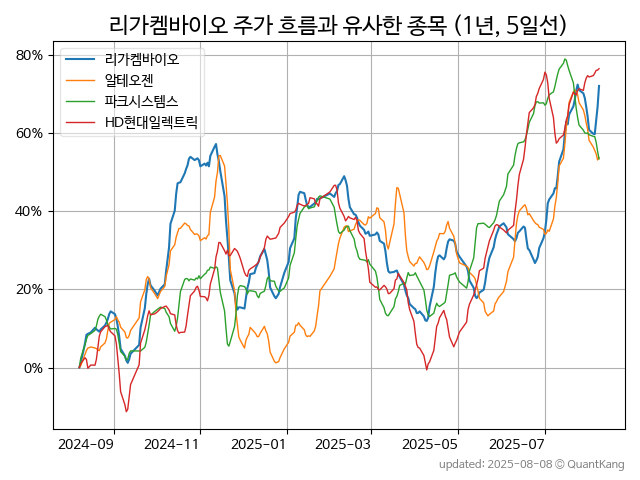 리가켐바이오 주가 흐름과 유사한 종목 (1년, 5일선)
리가켐바이오
알테오젠
파크시스템스
HD현대일렉트릭
80%
60%
40%
20%
0%
2024-09
2024-11
2025-01
2025-03
2025-05
2025-07
updated: 2025-08-08 © QuantKang